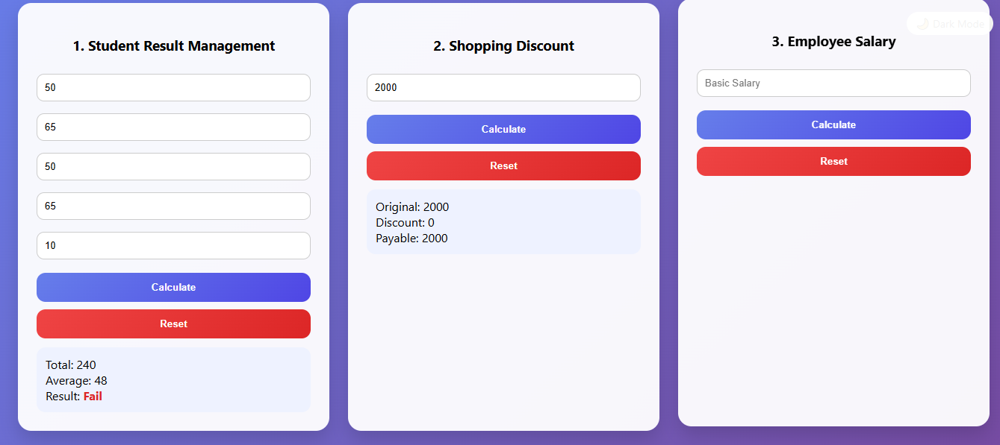 1. Student Result Management
50
65
50
65
10
Calculate
Reset
Total: 240
Average: 48
Result: Fail
2. Shopping Discount
2000
Calculate
Reset
Original: 2000
Discount: 0
Payable: 2000
🌙 Dark Mode
3. Employee Salary
Basic Salary
Calculate
Reset